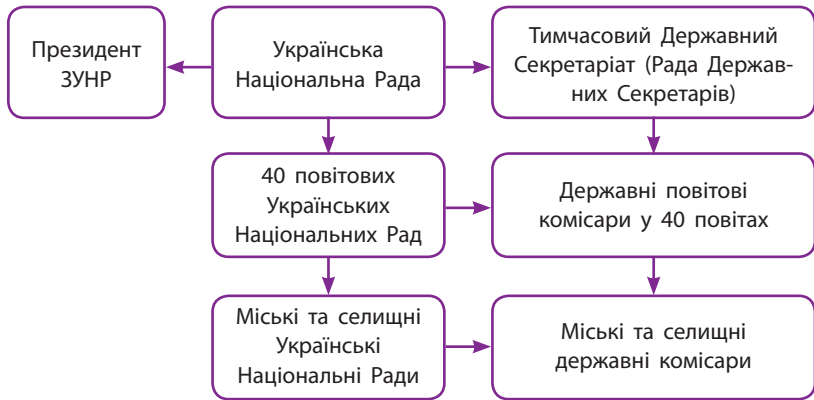 Президент
ЗУНР
Українська
Національна Рада
Тимчасовий Державний
Секретаріат (Рада Держав-
них Секретарів)
40 повітових
Українських
Національних Рад
Державні повітові
комісари у 40 повітах
Міські та селищні
Українські
Національні Ради
Міські та селищні
державні комісари